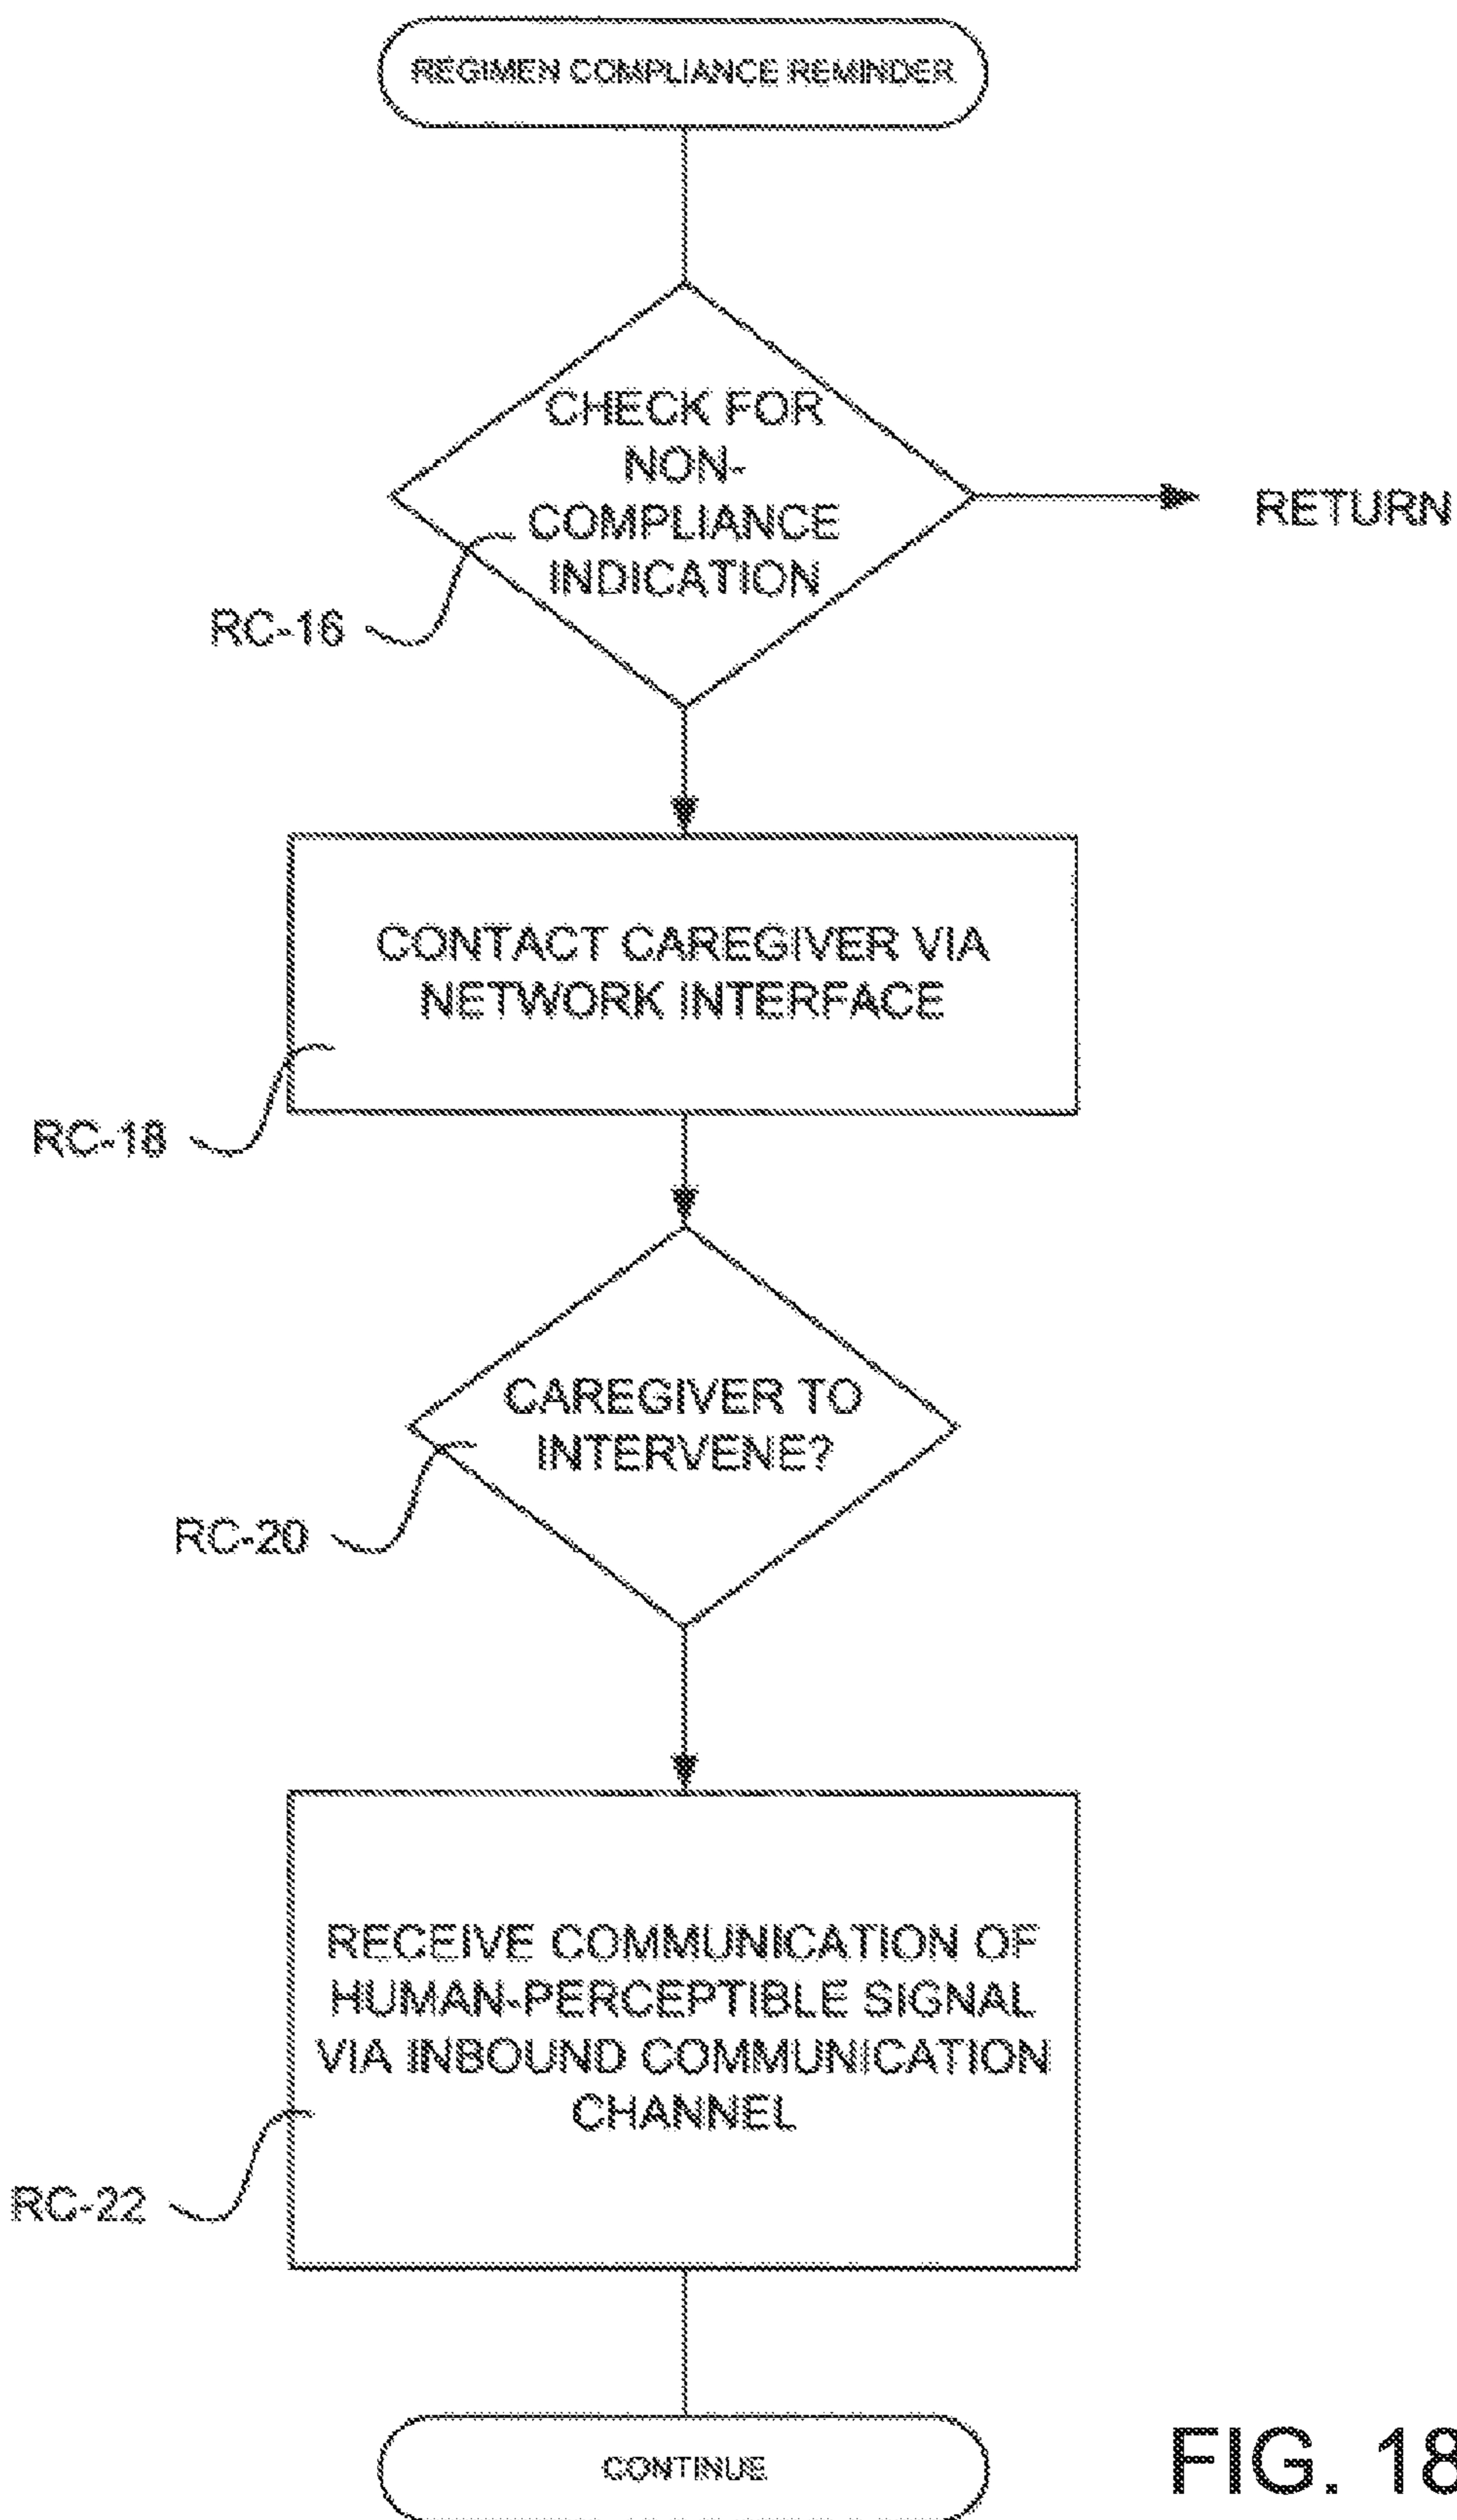 REGIMEN COMPLIANCE REMINDER
CHECK FOR
NON-
COMPLIANCE
INDICATION
RETURN
RC-16
CONTACT CAREGIVER VIA
NETWORK INTERFACE
RC-18
CAREGIVER TO
INTERVENE?
RC-20
RECEIVE COMMUNICATION OF
HUMAN-PERCEPTIBLE SIGNAL
VIA INBOUND COMMUNICATION
CHANNEL
RC-22
CONTINUE
FIG. 18